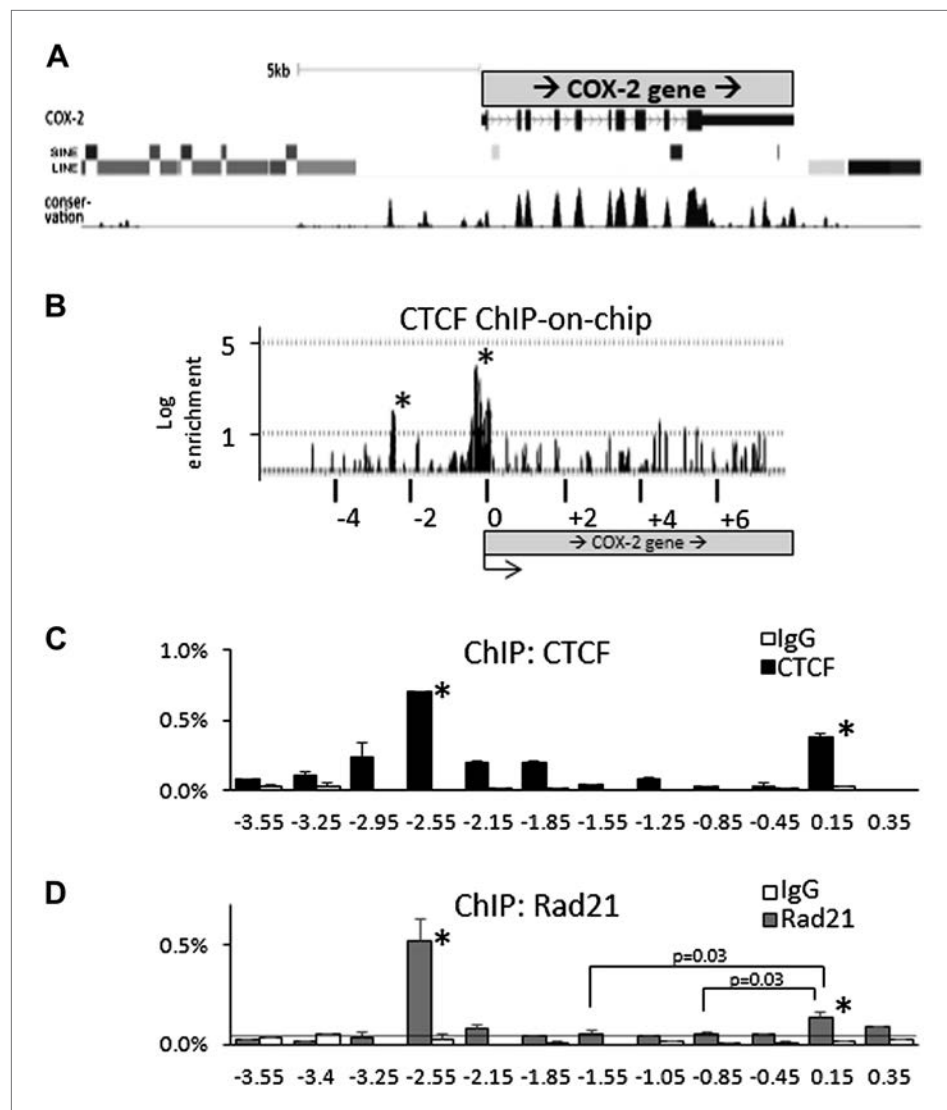 A
5kb
→ COX-2 gene →
COX-2
SINE
LINE
conser-
vation
B
CTCF ChIP-on-chip
5
1
Log
enrichment
*
*
-4 -2 0 +2 +4 +6
→ COX-2 gene →
C
ChIP: CTCF
IgG
CTCF
1.0%
0.5%
0.0%
*
*
-3.55 -3.25 -2.95 -2.55 -2.15 -1.85 -1.55 -1.25 -0.85 -0.45 0.15 0.35
D
ChIP: Rad21
IgG
Rad21
0.5%
0.0%
*
p=0.03
p=0.03
*
-3.55 -3.4 -3.25 -2.55 -2.15 -1.85 -1.55 -1.05 -0.85 -0.45 0.15 0.35